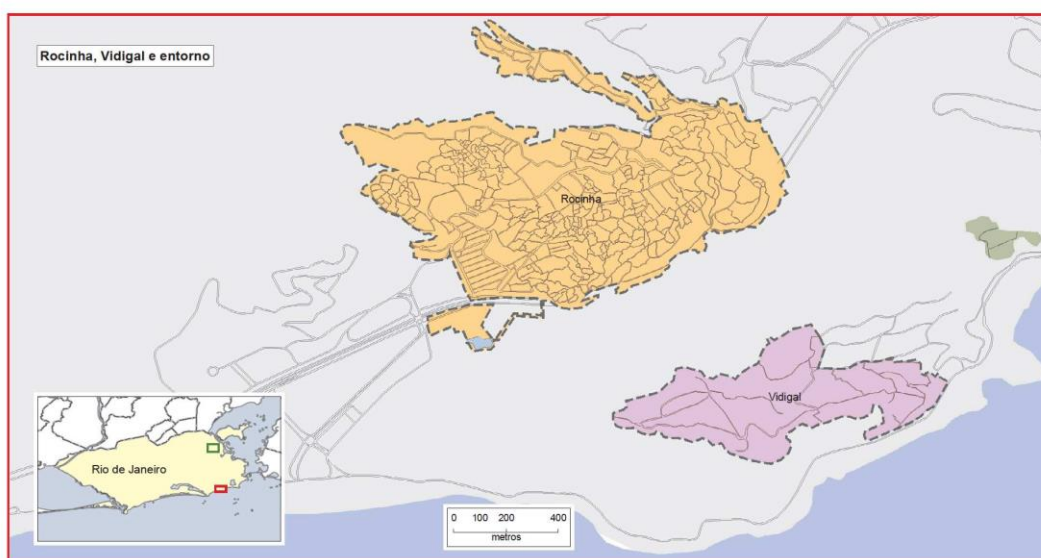 Rocinha, Vidigal e entorno
Rocinha
Vidigal
Rio de Janeiro
0 100 200 400
metros